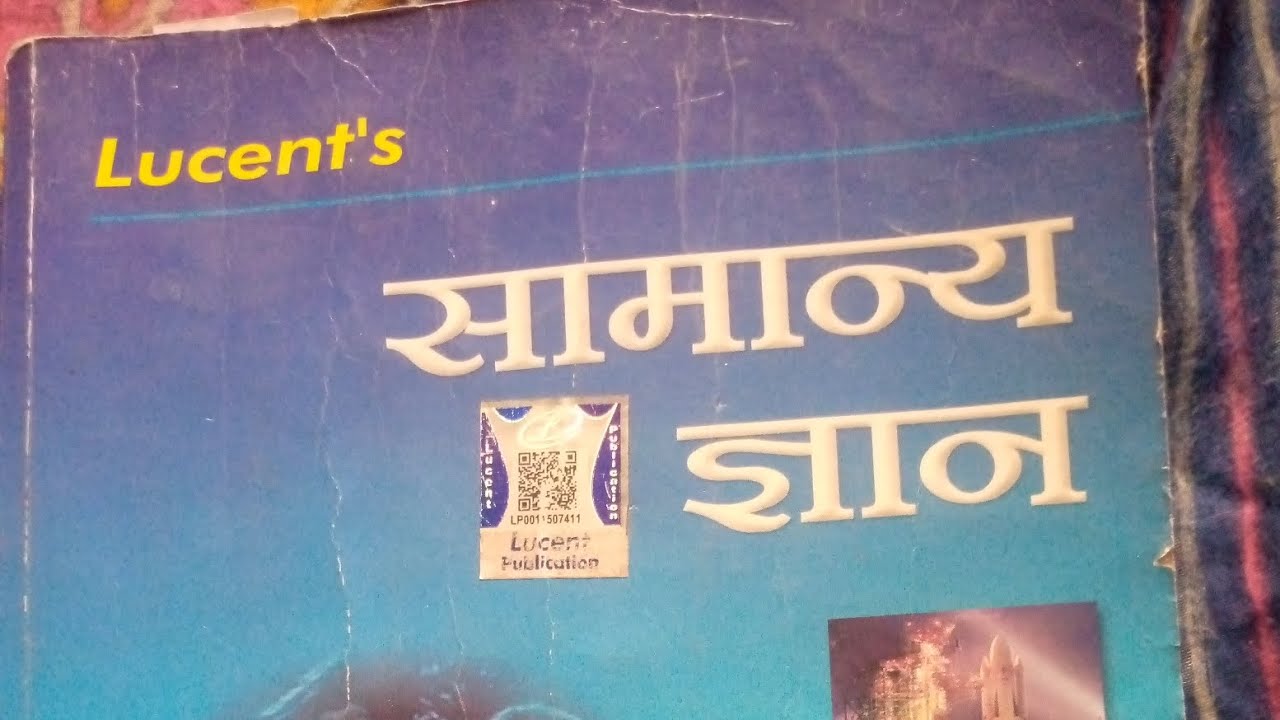 Lucent's
सामान्य
ज्ञान
Lucent
Publication
LP0011507411
Lucent
Publication